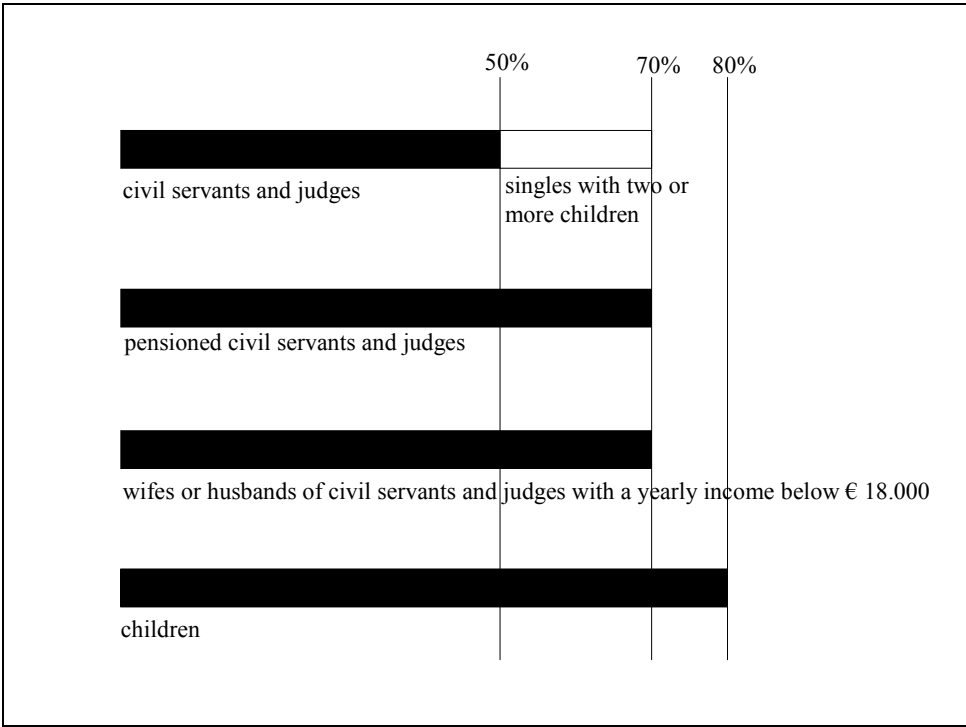 50%
70%
80%
civil servants and judges
singles with two or
more children
pensioned civil servants and judges
wifes or husbands of civil servants and judges with a yearly income below € 18.000
children